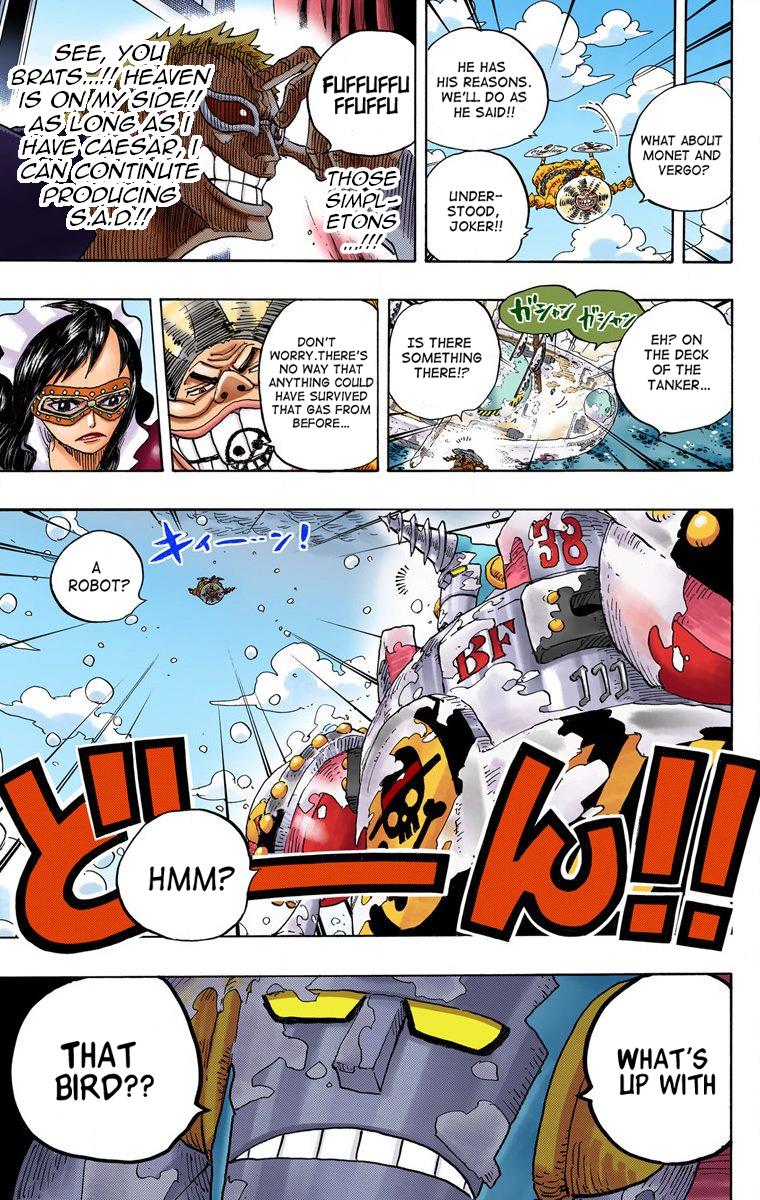 WHAT ABOUT
MONET AND
VERGO?
HE HAS
HIS REASONS.
WE'LL DO AS
HE SAID!!
UNDER-
STOOD,
JOKER!!
FUFFUFFU
FFUFFU
THOSE
SIMPL-
ETONS
...!!!
SEE, YOU
BRATS...!! HEAVEN
IS ON MY SIDE!!
AS LONG AS I
HAVE CAESAR, I
CAN CONTINUTE
PRODUCING
S.A.D.!!
EH? ON
THE DECK OF
THE TANKER...
ガシャン ガシャン
IS THERE
SOMETHING
THERE!?
DON'T
WORRY.THERE'S
NO WAY THAT
ANYTHING COULD
HAVE SURVIVED
THAT GAS FROM
BEFORE...
38
BF
キィーーン!
A
ROBOT?
どーーん!!
HMM?
WHAT'S
UP WITH
THAT
BIRD??